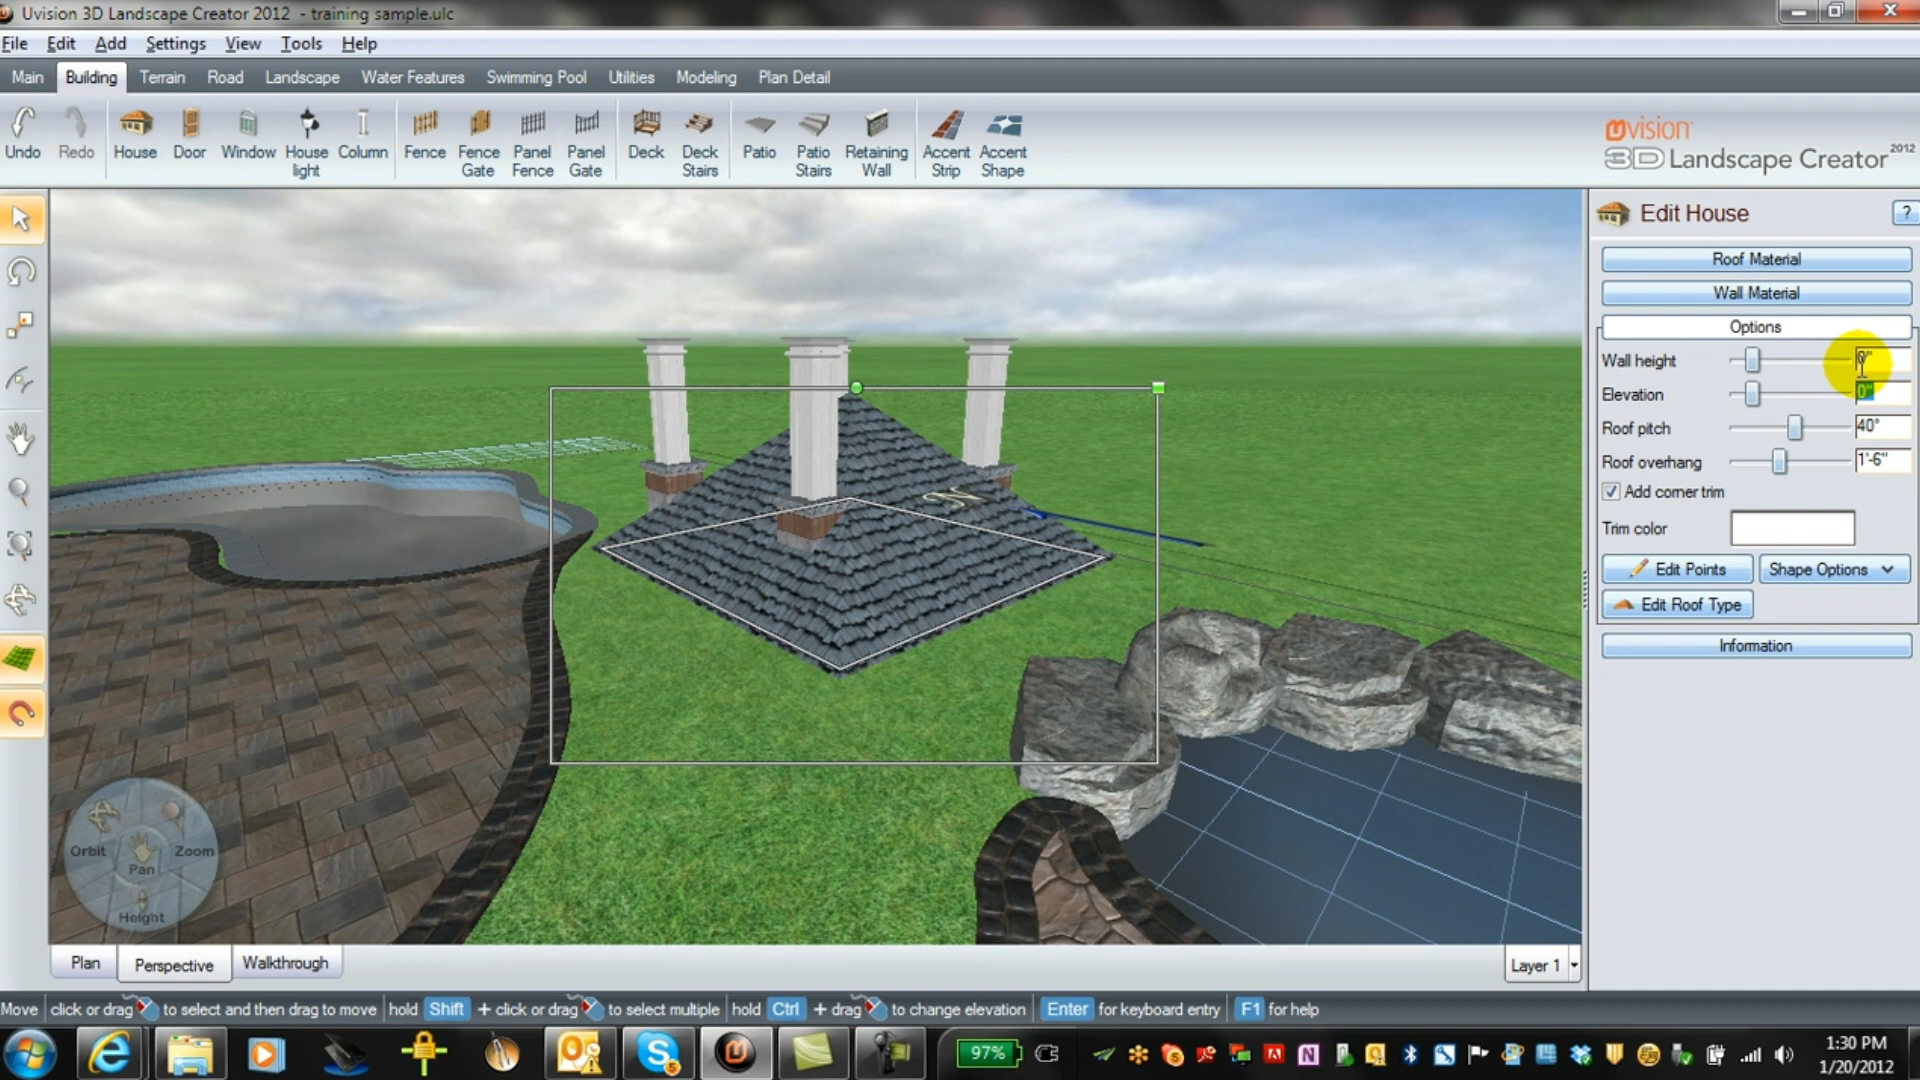 Uvision 3D Landscape Creator 2012 - training sample.ulc
File Edit Add Settings View Tools Help
Main Building Terrain Road Landscape Water Features Swimming Pool Utilities Modeling Plan Detail
Undo Redo House Door Window House light Column Fence Fence Gate Panel Fence Panel Gate Deck Deck Stairs Patio Patio Stairs Retaining Wall Accent Strip Accent Shape
uvision
3D Landscape Creator 2012
Edit House ?
Roof Material
Wall Material
Options
Wall height
Elevation 0"
Roof pitch 40°
Roof overhang 1'-6"
Add corner trim
Trim color
Edit Points Shape Options
Edit Roof Type
Information
N
Orbit Zoom
Pan
Height
Plan Perspective Walkthrough Layer 1
Move click or drag to select and then drag to move hold Shift + click or drag to select multiple hold Ctrl + drag to change elevation Enter for keyboard entry F1 for help
97%
1:30 PM
1/20/2012